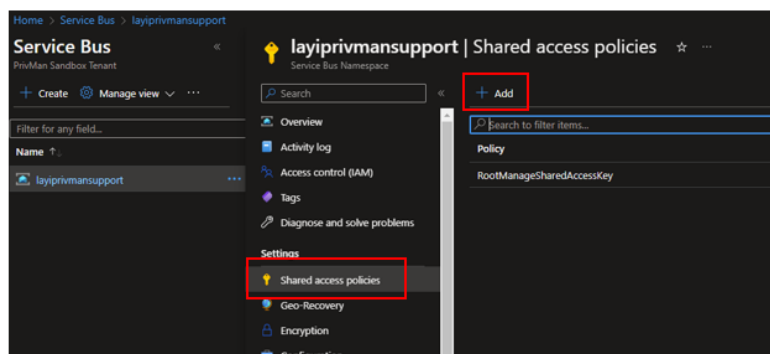 Home > Service Bus > layiprivmansupport
Service Bus
PrivMan Sandbox Tenant
+ Create Manage view ...
Filter for any field...
Name ↑↓
layiprivmansupport ...
layiprivmansupport | Shared access policies
Service Bus Namespace
Search
Overview
Activity log
Access control (IAM)
Tags
Diagnose and solve problems
Settings
Shared access policies
Geo-Recovery
Encryption
Configuration
+ Add
Search to filter items...
Policy
RootManageSharedAccessKey